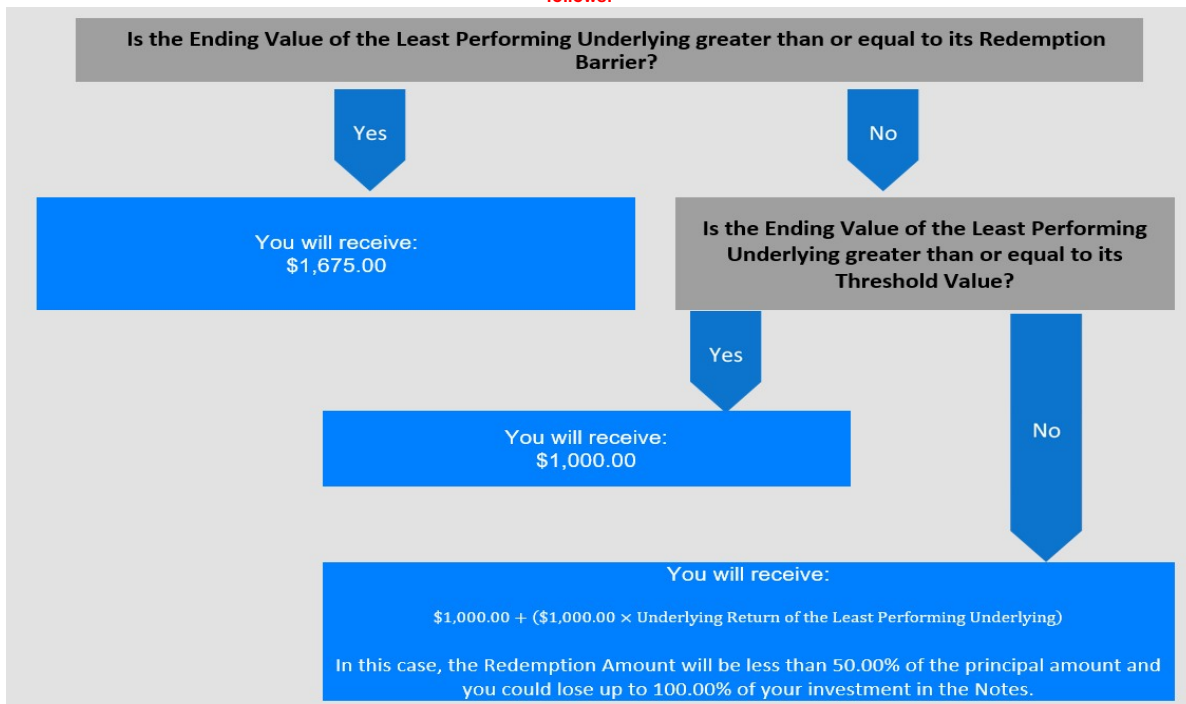 Is the Ending Value of the Least Performing Underlying greater than or equal to its Redemption
Barrier?
Yes
No
You will receive:
$1,675.00
Is the Ending Value of the Least Performing
Underlying greater than or equal to its
Threshold Value?
Yes
No
You will receive:
$1,000.00
You will receive:
$1,000.00 + ($1,000.00 × Underlying Return of the Least Performing Underlying)
In this case, the Redemption Amount will be less than 50.00% of the principal amount and
you could lose up to 100.00% of your investment in the Notes.